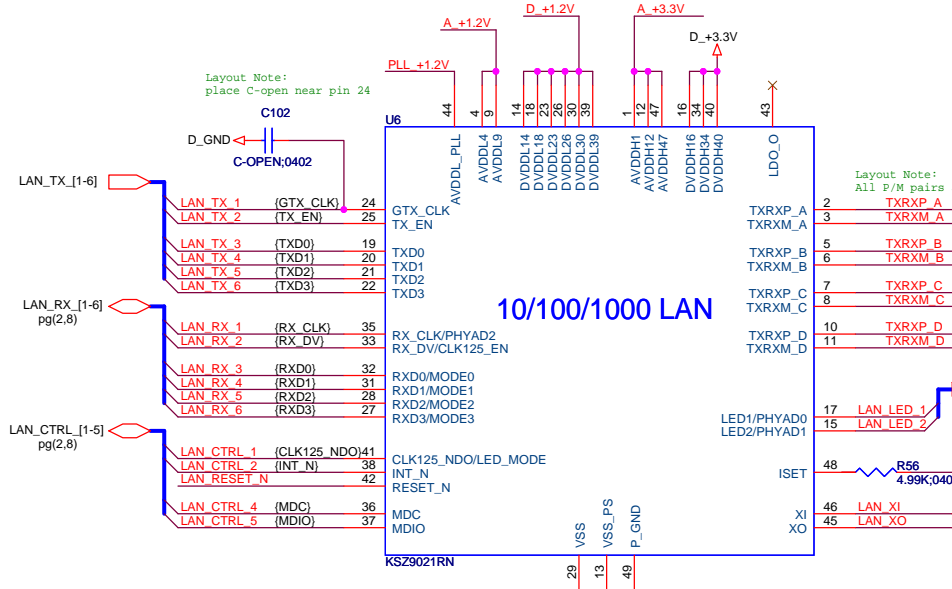 D_+1.2V
A_+3.3V
A_+1.2V
D_+3.3V
PLL_+1.2V
Layout Note:
place C-open near pin 24
C102
D_GND
C-OPEN;0402
U6
44
4
9
14
18
23
26
30
39
1
12
47
16
34
40
43
AVDDL_PLL
AVDDL4
AVDDL9
DVDDL14
DVDDL18
DVDDL23
DVDDL26
DVDDL30
DVDDL39
AVDDH1
AVDDH12
AVDDH47
DVDDH16
DVDDH34
DVDDH40
LDO_O
Layout Note:
All P/M pairs
LAN_TX_[1-6]
LAN_TX_1 {GTX_CLK} 24 GTX_CLK
LAN_TX_2 {TX_EN} 25 TX_EN
LAN_TX_3 {TXD0} 19 TXD0
LAN_TX_4 {TXD1} 20 TXD1
LAN_TX_5 {TXD2} 21 TXD2
LAN_TX_6 {TXD3} 22 TXD3
LAN_RX_[1-6]
pg(2,8)
LAN_RX_1 {RX_CLK} 35 RX_CLK/PHYAD2
LAN_RX_2 {RX_DV} 33 RX_DV/CLK125_EN
LAN_RX_3 {RXD0} 32 RXD0/MODE0
LAN_RX_4 {RXD1} 31 RXD1/MODE1
LAN_RX_5 {RXD2} 28 RXD2/MODE2
LAN_RX_6 {RXD3} 27 RXD3/MODE3
LAN_CTRL_[1-5]
pg(2,8)
LAN_CTRL_1 {CLK125_NDO} 41 CLK125_NDO/LED_MODE
LAN_CTRL_2 {INT_N} 38 INT_N
LAN_RESET_N 42 RESET_N
LAN_CTRL_4 {MDC} 36 MDC
LAN_CTRL_5 {MDIO} 37 MDIO
10/100/1000 LAN
TXRXP_A 2 TXRXP_A
TXRXM_A 3 TXRXM_A
TXRXP_B 5 TXRXP_B
TXRXM_B 6 TXRXM_B
TXRXP_C 7 TXRXP_C
TXRXM_C 8 TXRXM_C
TXRXP_D 10 TXRXP_D
TXRXM_D 11 TXRXM_D
LED1/PHYAD0 17 LAN_LED_1
LED2/PHYAD1 15 LAN_LED_2
ISET 48 R56
4.99K;040
XI 46 LAN_XI
XO 45 LAN_XO
VSS
VSS_PS
P_GND
KSZ9021RN
29
13
49